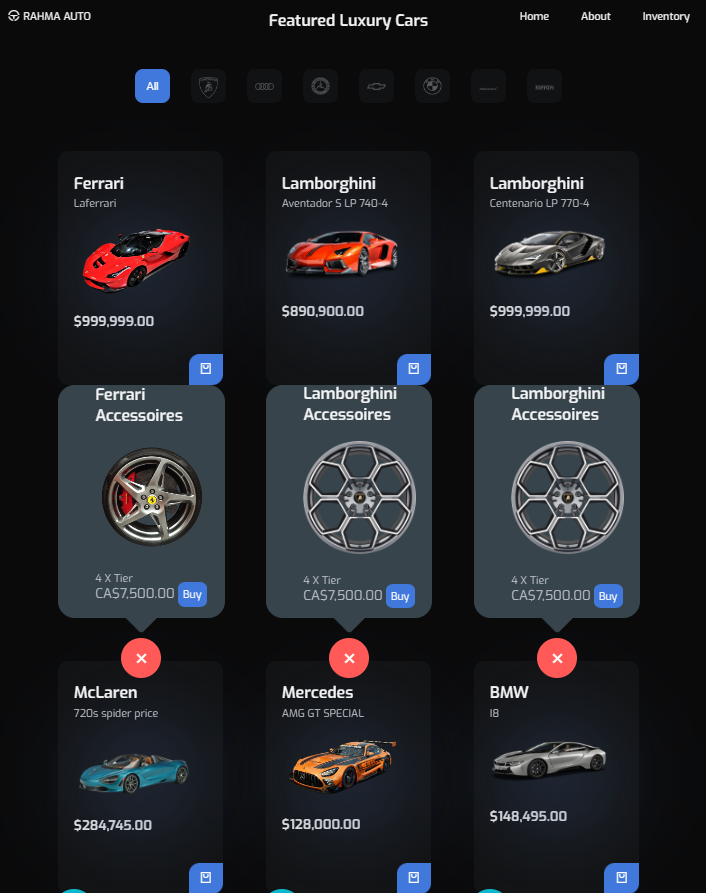 RAHMA AUTO
Featured Luxury Cars
Home
About
Inventory
All
Ferrari
Laferrari
$999,999.00
Lamborghini
Aventador S LP 740-4
$890,900.00
Lamborghini
Centenario LP 770-4
$999,999.00
Ferrari
Accessoires
4 X Tier
CA$7,500.00 Buy
Lamborghini
Accessoires
4 X Tier
CA$7,500.00 Buy
Lamborghini
Accessoires
4 X Tier
CA$7,500.00 Buy
McLaren
720s spider price
$284,745.00
Mercedes
AMG GT SPECIAL
$128,000.00
BMW
I8
$148,495.00